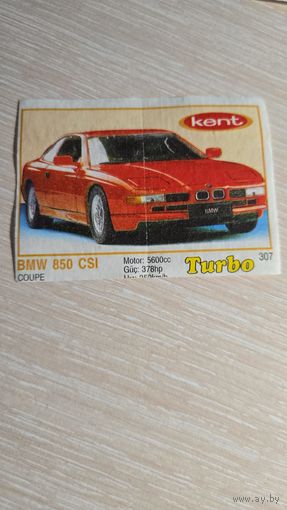 kent
BMW
BMW 850 CSI
COUPE
Motor: 5600cc
Güç: 378hp
Turbo
307
www.ay.by